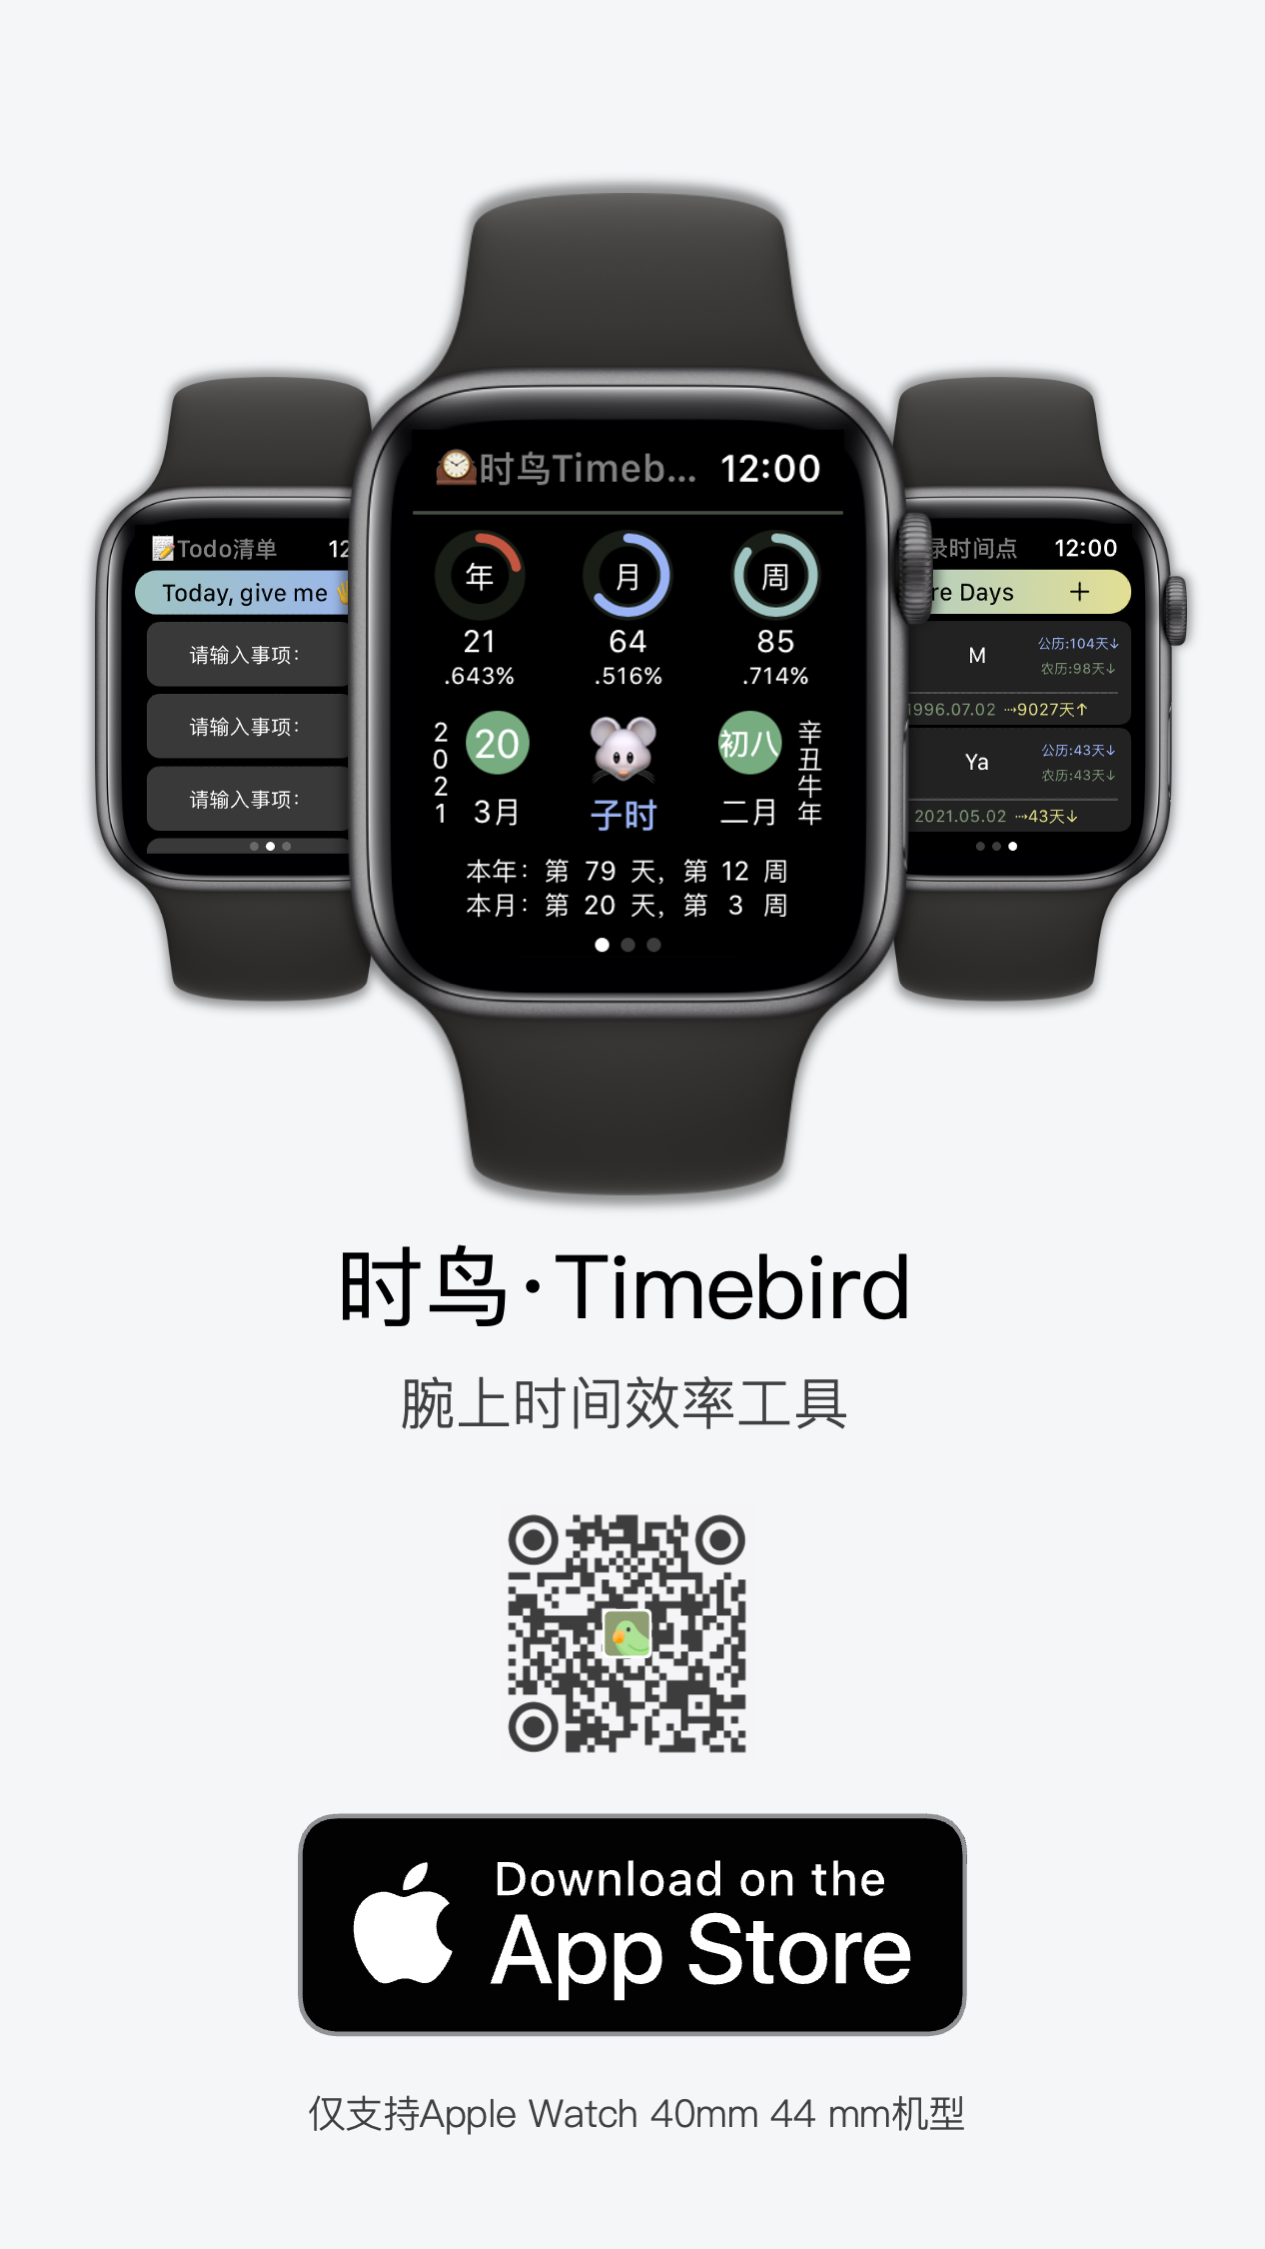 时鸟Timeb... 12:00
年 月 周
21 64 85
.643% .516% .714%
2021 20 初八 辛丑牛年
3月 子时 二月
本年：第 79 天，第 12 周
本月：第 20 天，第 3 周
Todo清单 12
Today, give me
请输入事项：
请输入事项：
请输入事项：
录时间点 12:00
re Days +
M 公历:104天↓
农历:98天↓
1996.07.02 ⇢9027天↑
Ya 公历:43天↓
农历:43天↓
2021.05.02 ⇢43天↓
时鸟·Timebird
腕上时间效率工具
Download on the
App Store
仅支持Apple Watch 40mm 44 mm机型